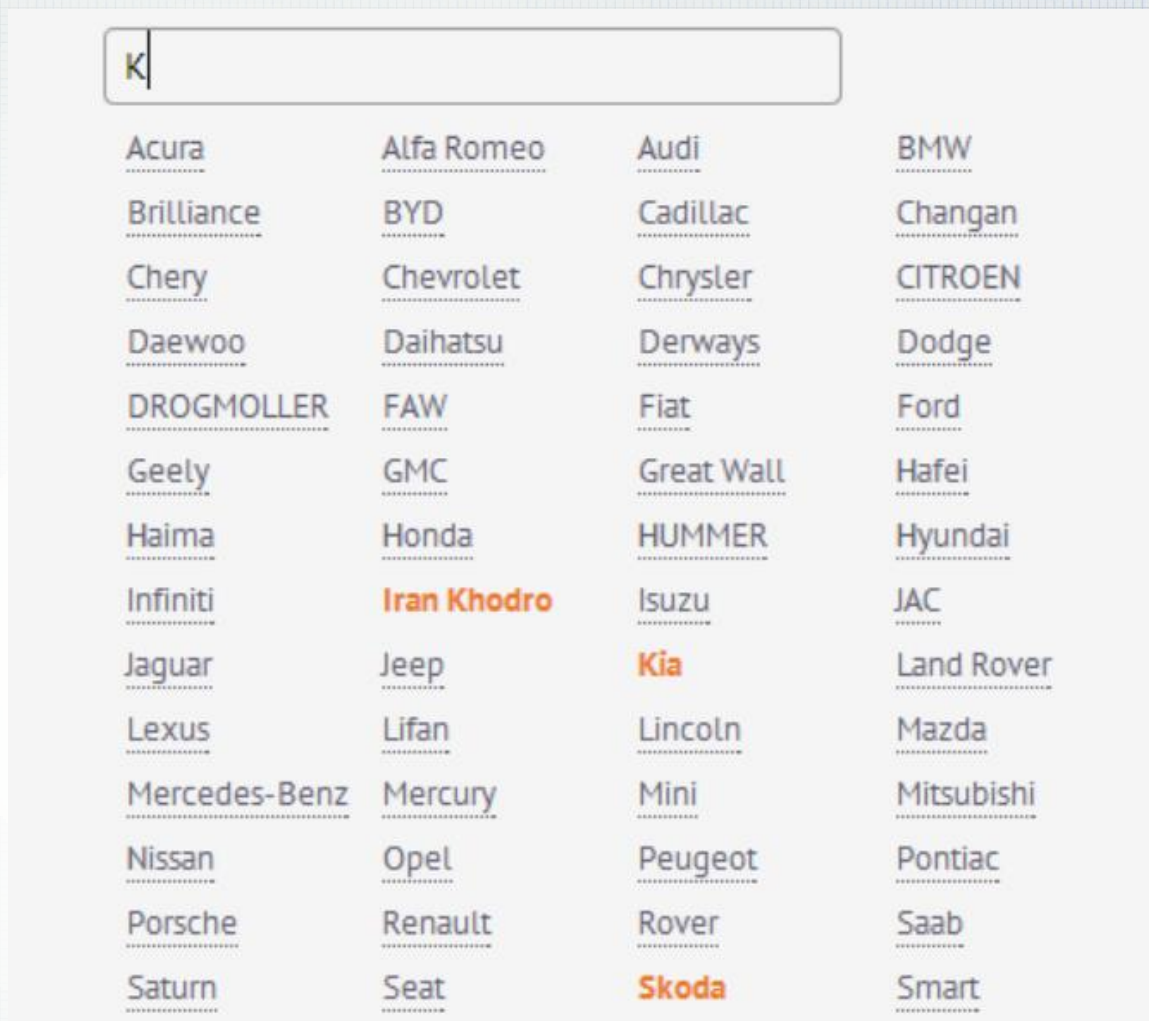 K
Acura Alfa Romeo Audi BMW
Brilliance BYD Cadillac Changan
Chery Chevrolet Chrysler CITROEN
Daewoo Daihatsu Derways Dodge
DROGMOLLER FAW Fiat Ford
Geely GMC Great Wall Hafei
Haima Honda HUMMER Hyundai
Infiniti Iran Khodro Isuzu JAC
Jaguar Jeep Kia Land Rover
Lexus Lifan Lincoln Mazda
Mercedes-Benz Mercury Mini Mitsubishi
Nissan Opel Peugeot Pontiac
Porsche Renault Rover Saab
Saturn Seat Skoda Smart